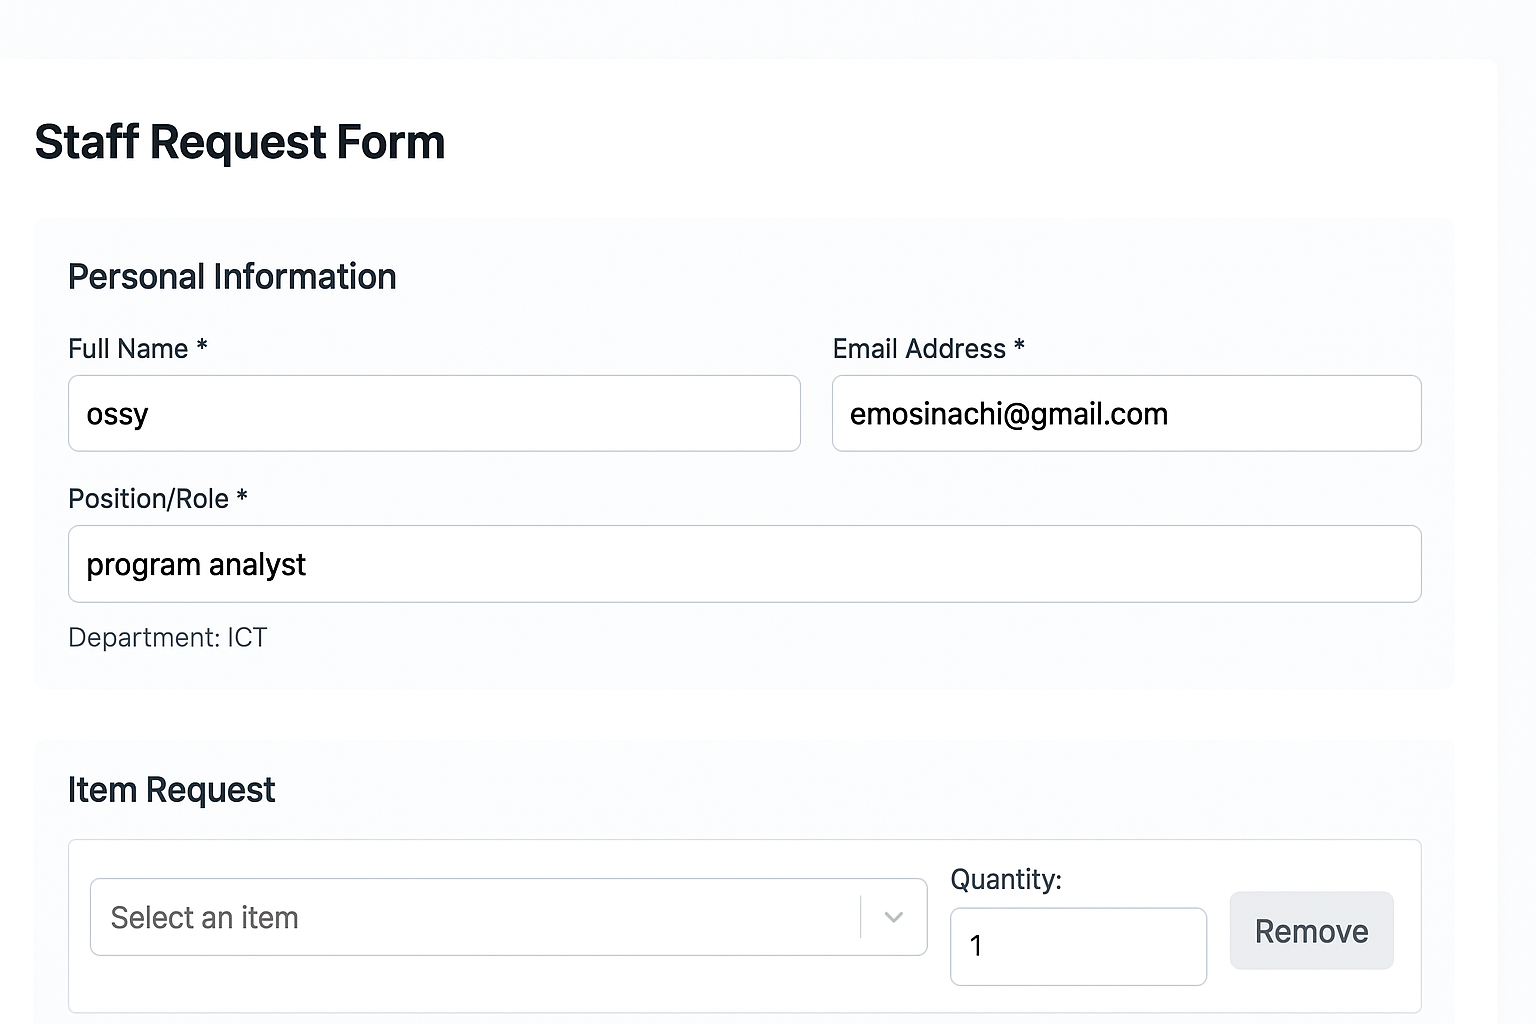 Staff Request Form
Personal Information
Full Name *
Email Address *
ossy
emosinachi@gmail.com
Position/Role *
program analyst
Department: ICT
Item Request
Select an item
Quantity:
1
Remove